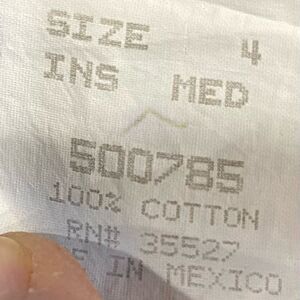 SIZE 4
INS MED
500785
100% COTTON
RN# 35527
E IN MEXICO